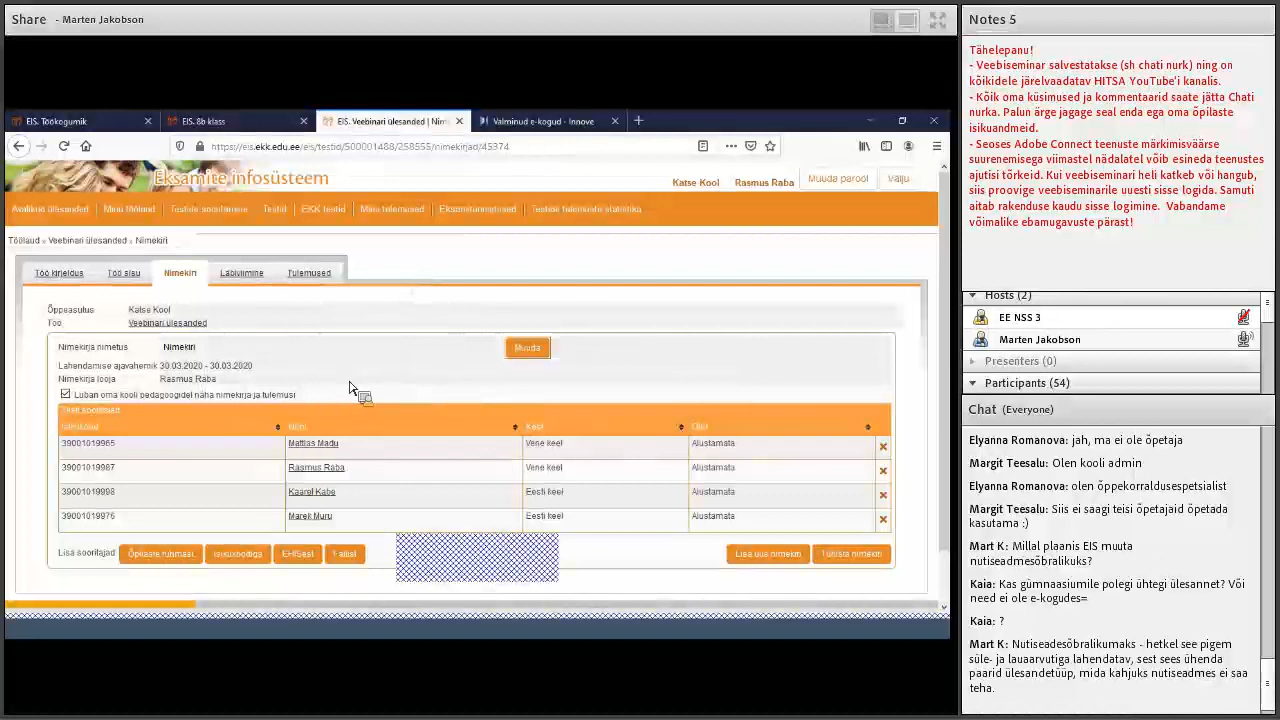 Share - Marten Jakobson
EIS. Töökogumik
EIS. 8b klass
EIS. Veebinari ülesanded | Nim
Valminud e-kogud - Innove
https://eis.ekk.edu.ee/eis/testid/500001488/258555/nimekirjad/45374
Eksamite infosüsteem
Katse Kool
Rasmus Raba
Muuda parool
Välju
Avalikud ülesanded
Minu töölaud
Testide sooritamine
Testid
EKK testid
Minu tulemused
Eksamitunnistused
Testide tulemuste statistika
Töölaud » Veebinari ülesanded » Nimekiri
Töö kirjeldus
Töö sisu
Nimekiri
Läbiviimine
Tulemused
Õppeasutus Katse Kool
Töö Veebinari ülesanded
Nimekirja nimetus Nimekiri
Muuda
Lahendamise ajavahemik 30.03.2020 - 30.03.2020
Nimekirja looja Rasmus Raba
Luban oma kooli pedagoogidel näha nimekirja ja tulemusi
Testi sooritajad
Isikukood Nimi Keel Olek
39001019965 Mattias Madu Vene keel Alustamata
39001019987 Rasmus Raba Vene keel Alustamata
39001019998 Kaarel Kabe Eesti keel Alustamata
39001019976 Marek Muru Eesti keel Alustamata
Lisa sooritajad
Õpilaste rühmast
Isikukoodiga
EHISest
Failist
Lisa uus nimekiri
Tühista nimekiri
Notes 5
Tähelepanu!
- Veebiseminar salvestatakse (sh chati nurk) ning on
kõikidele järelvaadatav HITSA YouTube'i kanalis.
- Kõik oma küsimused ja kommentaarid saate jätta Chati
nurka. Palun ärge jagage seal enda ega oma õpilaste
isikuandmeid.
- Seoses Adobe Connect teenuste märkimisväärse
suurenemisega viimastel nädalatel võib esineda teenustes
ajutisi tõrkeid. Kui veebiseminari heli katkeb või hangub,
siis proovige veebiseminarile uuesti sisse logida. Samuti
aitab rakenduse kaudu sisse logimine. Vabandame
võimalike ebamugavuste pärast!
Hosts (2)
EE NSS 3
Marten Jakobson
Presenters (0)
Participants (54)
Chat (Everyone)
Elyanna Romanova: jah, ma ei ole õpetaja
Margit Teesalu: Olen kooli admin
Elyanna Romanova: olen õppekorraldusespetsialist
Margit Teesalu: Siis ei saagi teisi õpetajaid õpetada
kasutama :)
Mart K: Millal plaanis EIS muuta
nutiseadmesõbralikuks?
Kaia: Kas gümnaasiumile polegi ühtegi ülesannet? Või
need ei ole e-kogudes=
Kaia: ?
Mart K: Nutiseadesõbralikumaks - hetkel see pigem
süle- ja lauaarvutiga lahendatav, sest sees ühenda
paarid ülesandetüüp, mida kahjuks nutiseadmes ei saa
teha.